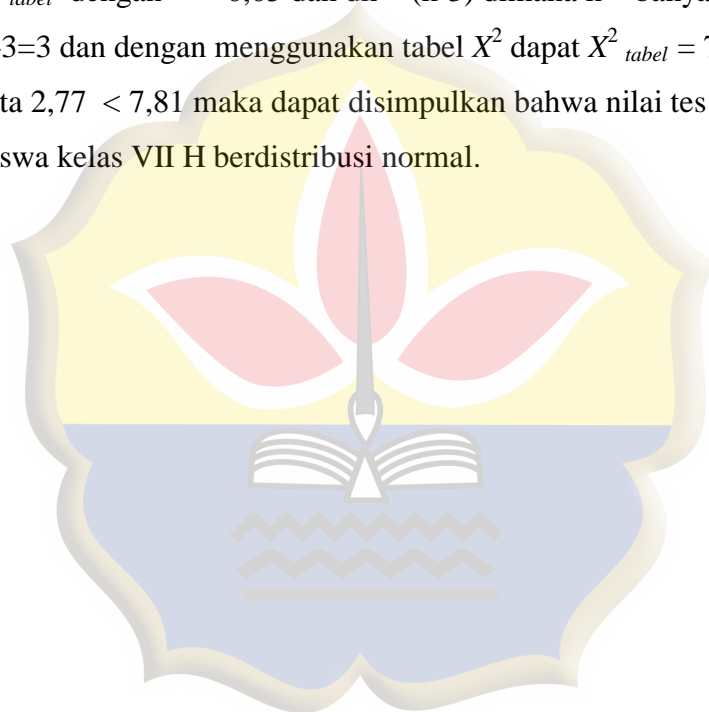 tabel dengan = 0,05 dan dk = (k-3) dimana k = banya
-3=3 dan dengan menggunakan tabel X² dapat X² tabel = 7
ta 2,77 < 7,81 maka dapat disimpulkan bahwa nilai tes
swa kelas VII H berdistribusi normal.